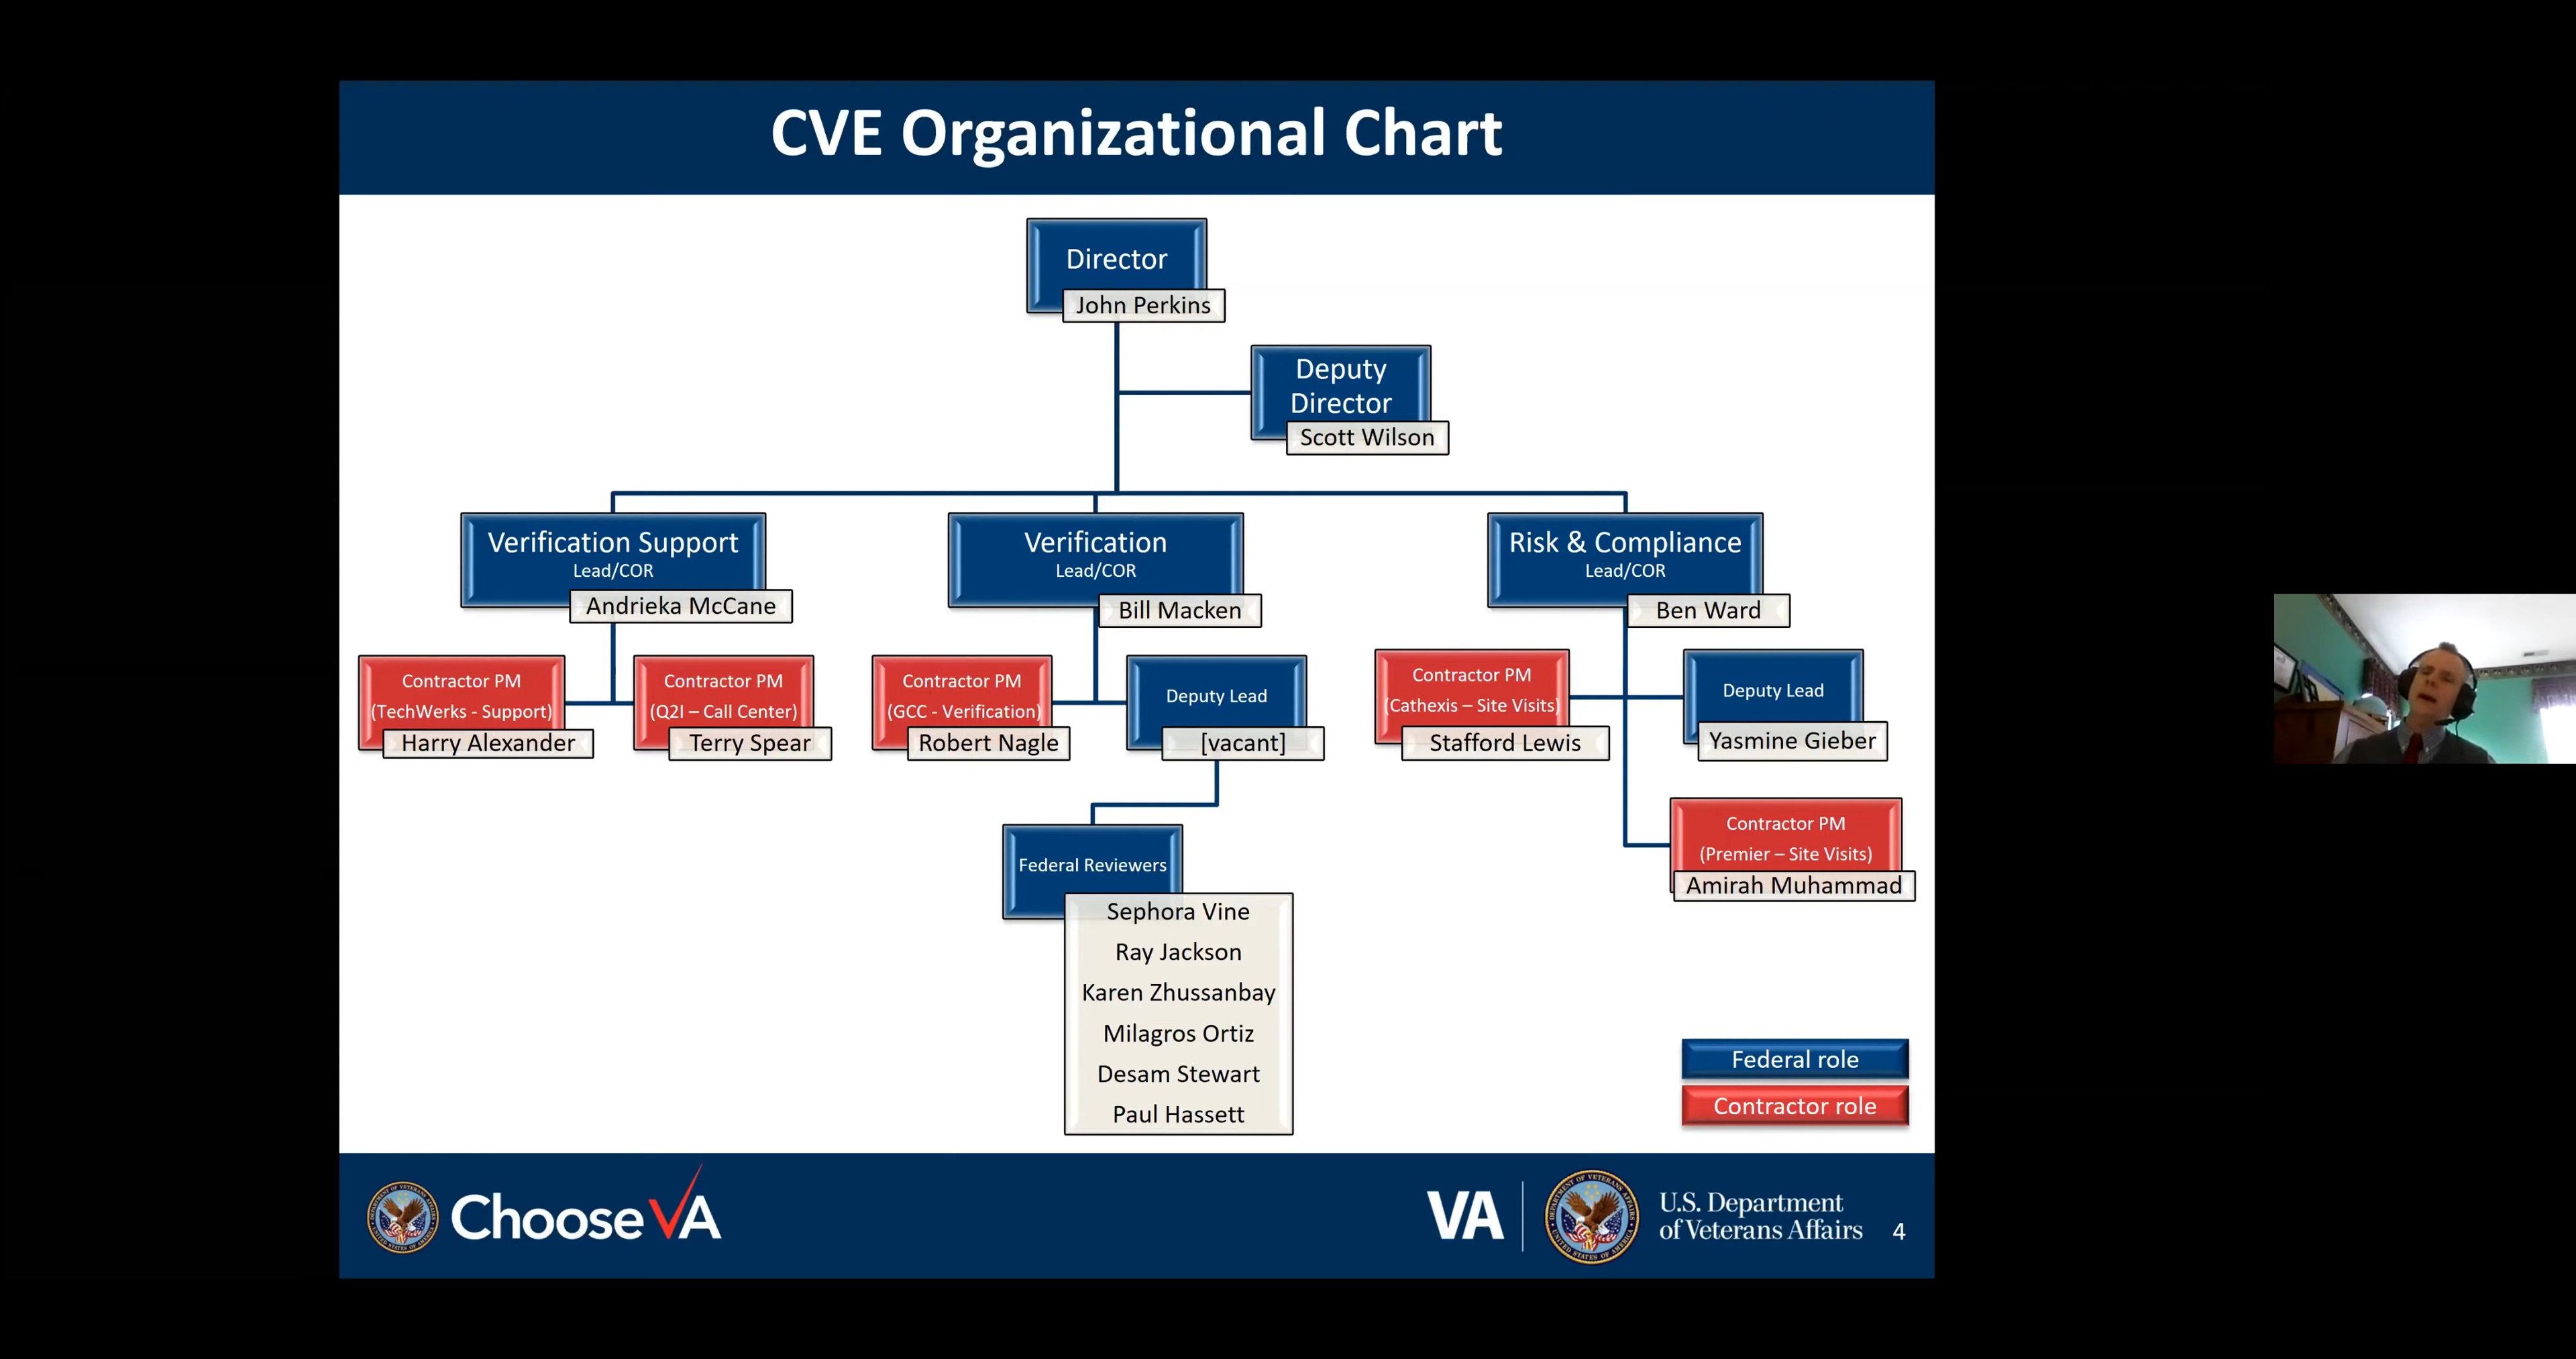 CVE Organizational Chart
Director
John Perkins
Deputy
Director
Scott Wilson
Verification Support
Lead/COR
Andrieka McCane
Verification
Lead/COR
Bill Macken
Risk & Compliance
Lead/COR
Ben Ward
Contractor PM
(TechWerks - Support)
Harry Alexander
Contractor PM
(Q2I – Call Center)
Terry Spear
Contractor PM
(GCC - Verification)
Robert Nagle
Deputy Lead
[vacant]
Contractor PM
(Cathexis – Site Visits)
Stafford Lewis
Deputy Lead
Yasmine Gieber
Contractor PM
(Premier – Site Visits)
Amirah Muhammad
Federal Reviewers
Sephora Vine
Ray Jackson
Karen Zhussanbay
Milagros Ortiz
Desam Stewart
Paul Hassett
Federal role
Contractor role
Choose VA
VA
U.S. Department
of Veterans Affairs
4